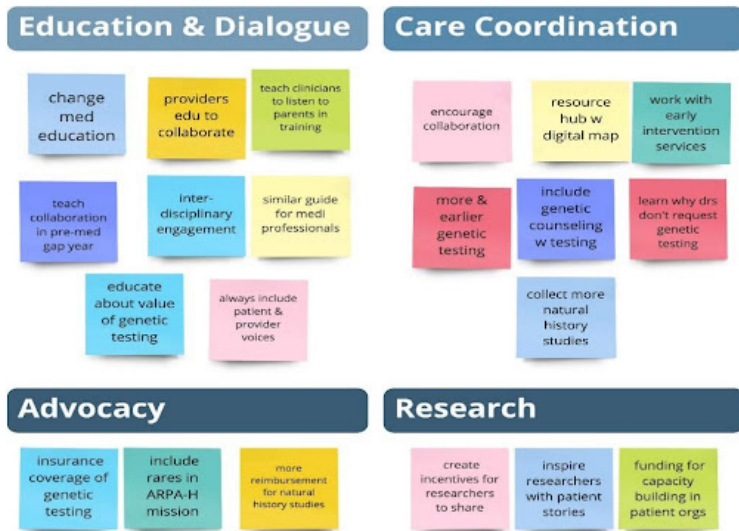 Education & Dialogue
change
med
education
providers
edu to
collaborate
teach clinicians
to listen to
parents in
training
teach
collaboration
in pre-med
gap year
inter-
disciplinary
engagement
similar guide
for medi
professionals
educate
about value
of genetic
testing
always include
patient &
provider
voices
Care Coordination
encourage
collaboration
resource
hub w
digital map
work with
early
intervention
services
more &
earlier
genetic
testing
include
genetic
counseling
w testing
learn why drs
don't request
genetic
testing
collect more
natural
history
studies
Advocacy
insurance
coverage of
genetic
testing
include
rares in
ARPA-H
mission
more
reimbursement
for natural
history studies
Research
create
incentives for
researchers
to share
inspire
researchers
with patient
stories
funding for
capacity
building in
patient orgs